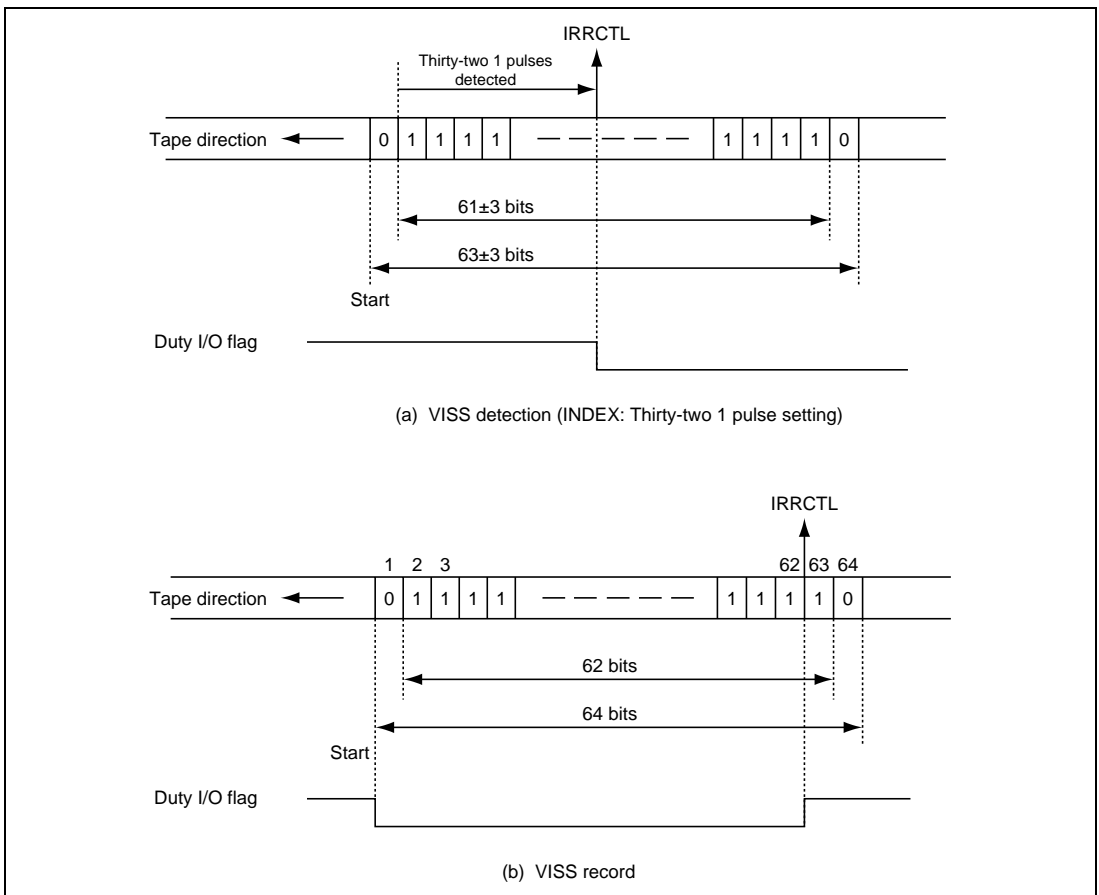 IRRCTL
Thirty-two 1 pulses
detected
Tape direction 0 1 1 1 1 1 1 1 1 0
61±3 bits
63±3 bits
Start
Duty I/O flag
(a) VISS detection (INDEX: Thirty-two 1 pulse setting)
IRRCTL
1 2 3 62 63 64
Tape direction 0 1 1 1 1 1 1 1 1 0
62 bits
64 bits
Start
Duty I/O flag
(b) VISS record